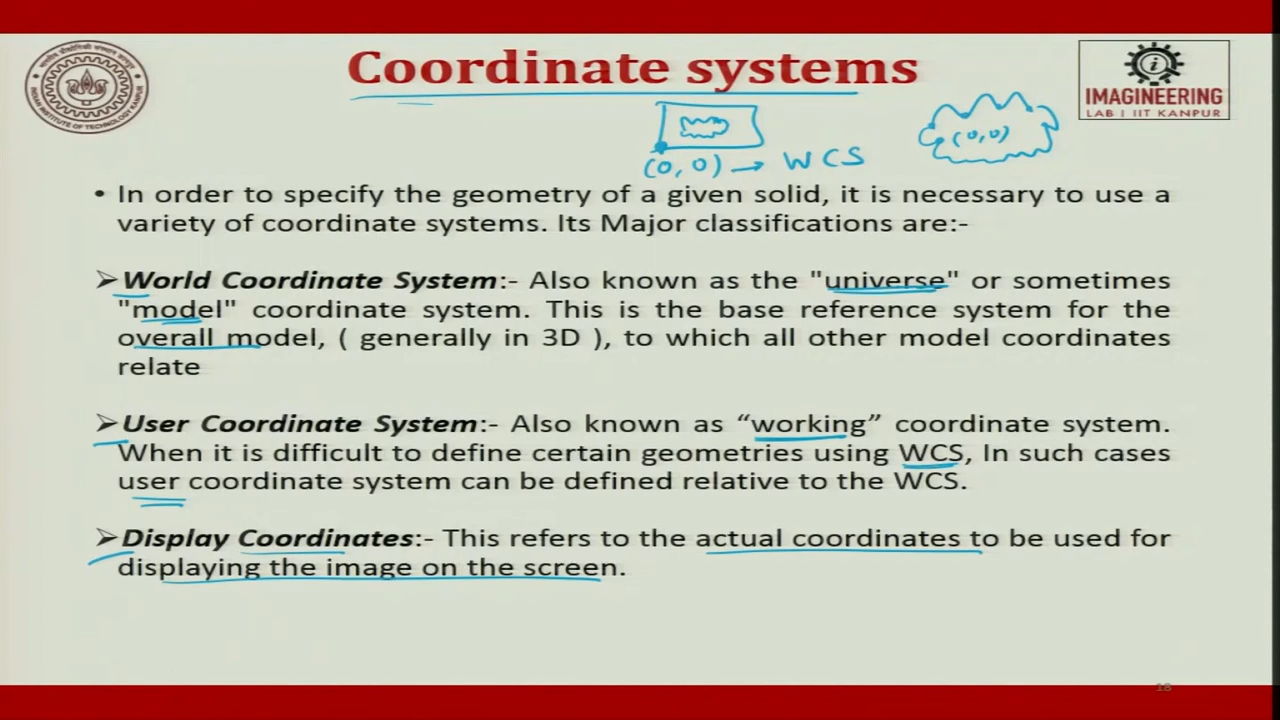 Coordinate systems
IMAGINEERING
LAB | IIT KANPUR
INDIAN INSTITUTE OF TECHNOLOGY KANPUR
(0,0)
(0,0) → WCS
• In order to specify the geometry of a given solid, it is necessary to use a
variety of coordinate systems. Its Major classifications are:-
➢ World Coordinate System:- Also known as the "universe" or sometimes
"model" coordinate system. This is the base reference system for the
overall model, ( generally in 3D ), to which all other model coordinates
relate
➢ User Coordinate System:- Also known as “working” coordinate system.
When it is difficult to define certain geometries using WCS, In such cases
user coordinate system can be defined relative to the WCS.
➢ Display Coordinates:- This refers to the actual coordinates to be used for
displaying the image on the screen.
18